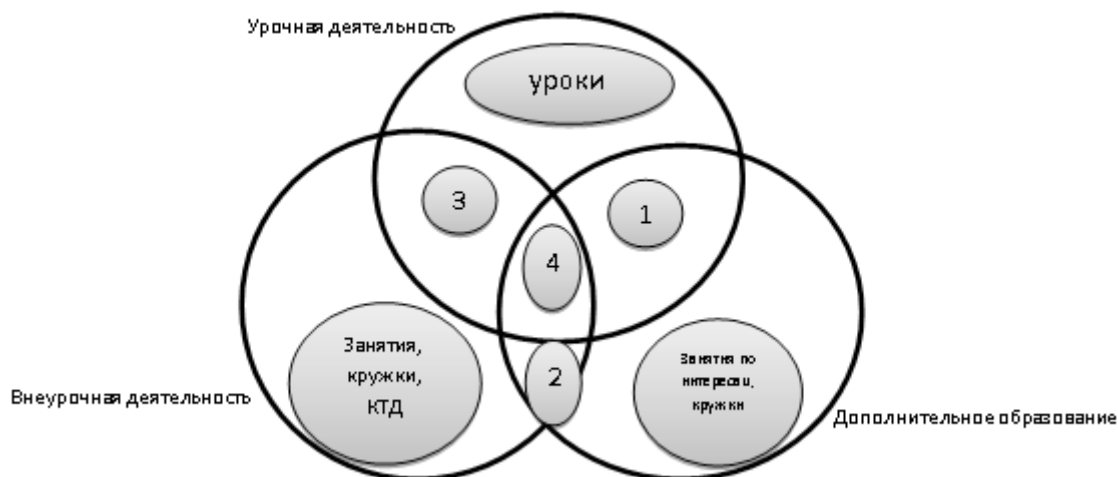 Урочная деятельность
уроки
3
1
4
Занятия,
кружки,
КТД
2
Занятия по
интересам,
кружки
Внеурочная деятельность
Дополнительное образование